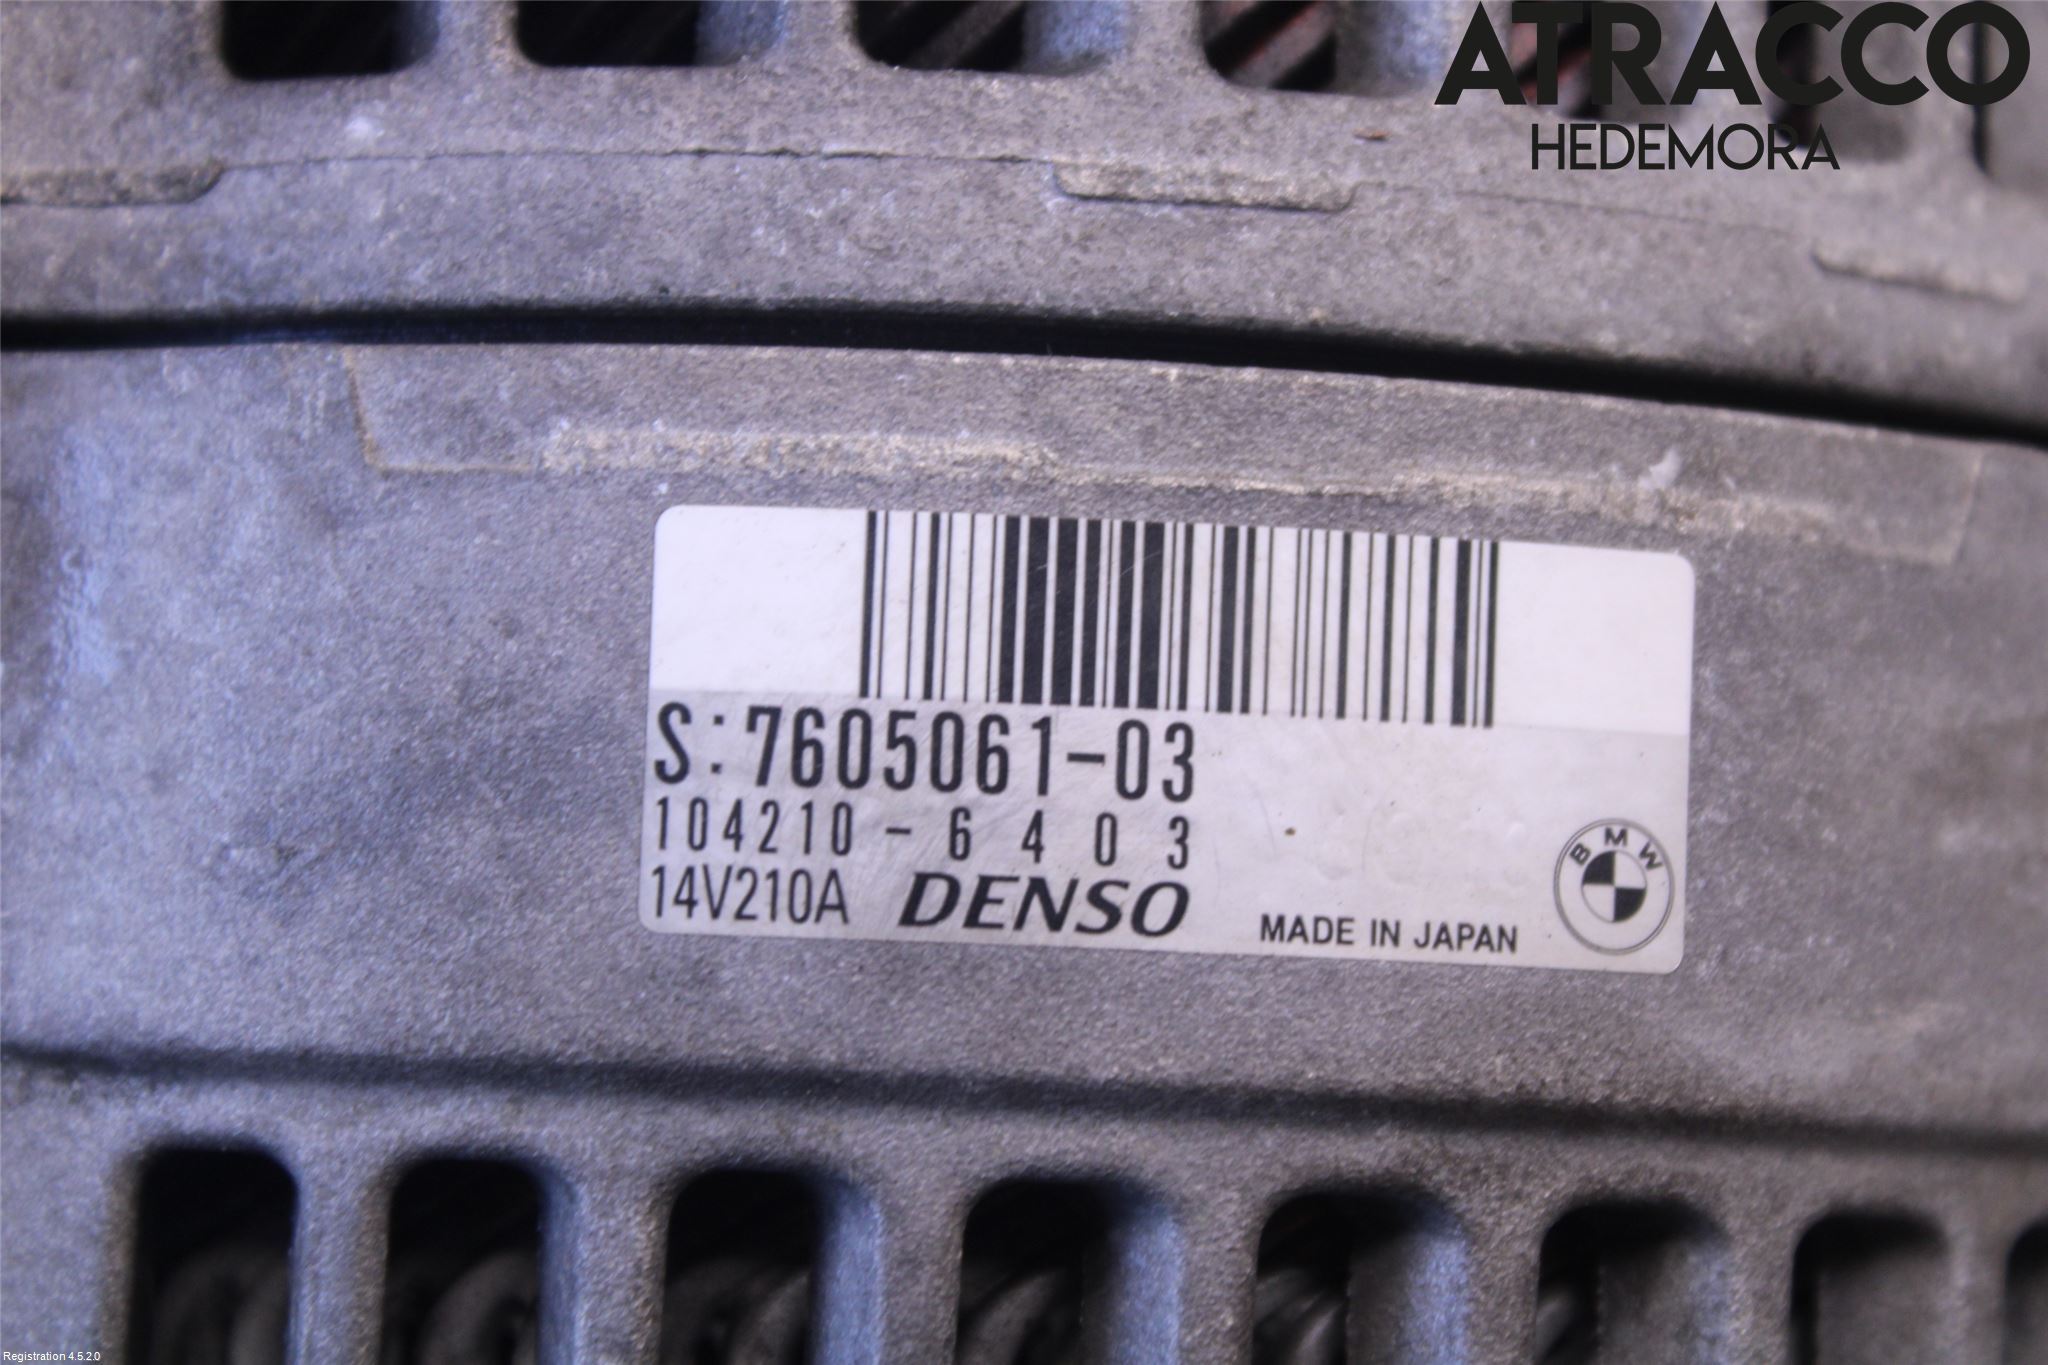 ATRACCO
HEDEMORA
S:7605061-03
104210-6403
14V210A DENSO MADE IN JAPAN
BMW
Registration 4.5.2.0